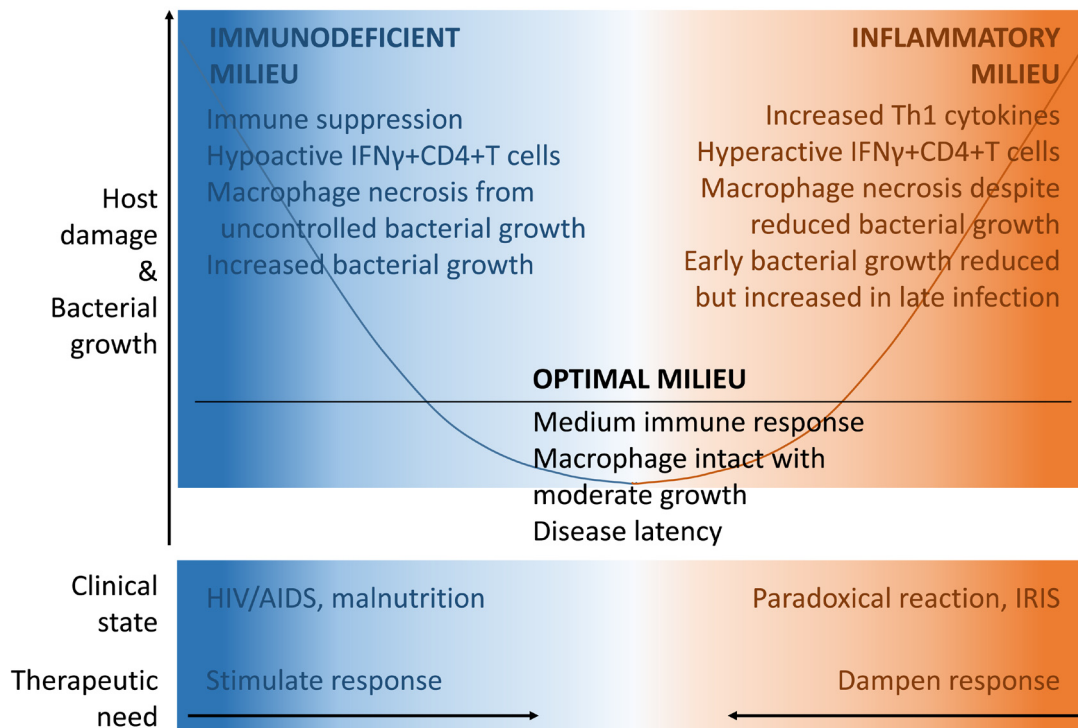 IMMUNODEFICIENT
MILIEU
Immune suppression
Hypoactive IFNγ+CD4+T cells
Macrophage necrosis from
uncontrolled bacterial growth
Increased bacterial growth
INFLAMMATORY
MILIEU
Increased Th1 cytokines
Hyperactive IFNγ+CD4+T cells
Macrophage necrosis despite
reduced bacterial growth
Early bacterial growth reduced
but increased in late infection
Host
damage
&
Bacterial
growth
OPTIMAL MILIEU
Medium immune response
Macrophage intact with
moderate growth
Disease latency
Clinical
state
HIV/AIDS, malnutrition
Paradoxical reaction, IRIS
Therapeutic
need
Stimulate response
Dampen response